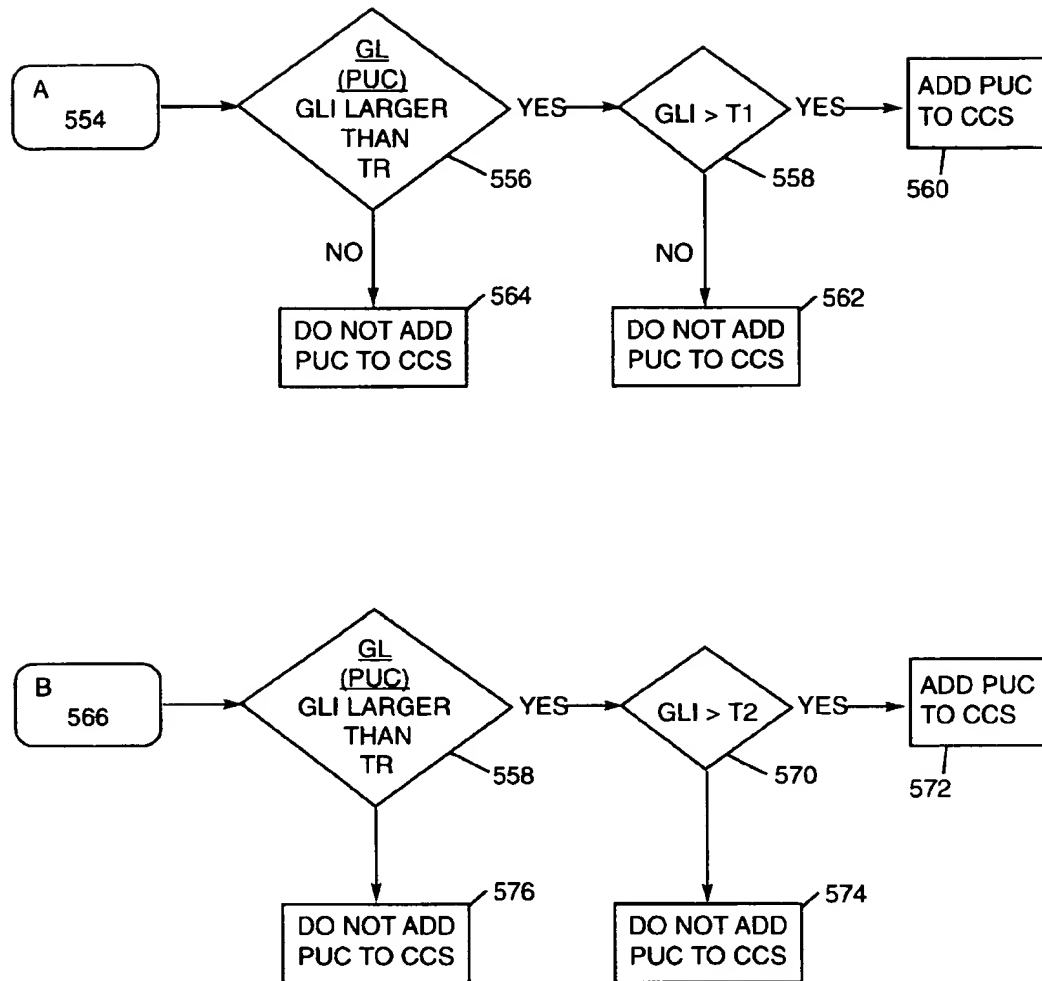 A
554
GL
(PUC)
GLI LARGER
THAN
TR
556
YES
GLI > T1
558
YES
ADD PUC
TO CCS
560
NO
NO
564
DO NOT ADD
PUC TO CCS
562
DO NOT ADD
PUC TO CCS
B
566
GL
(PUC)
GLI LARGER
THAN
TR
558
YES
GLI > T2
570
YES
ADD PUC
TO CCS
572
576
DO NOT ADD
PUC TO CCS
574
DO NOT ADD
PUC TO CCS